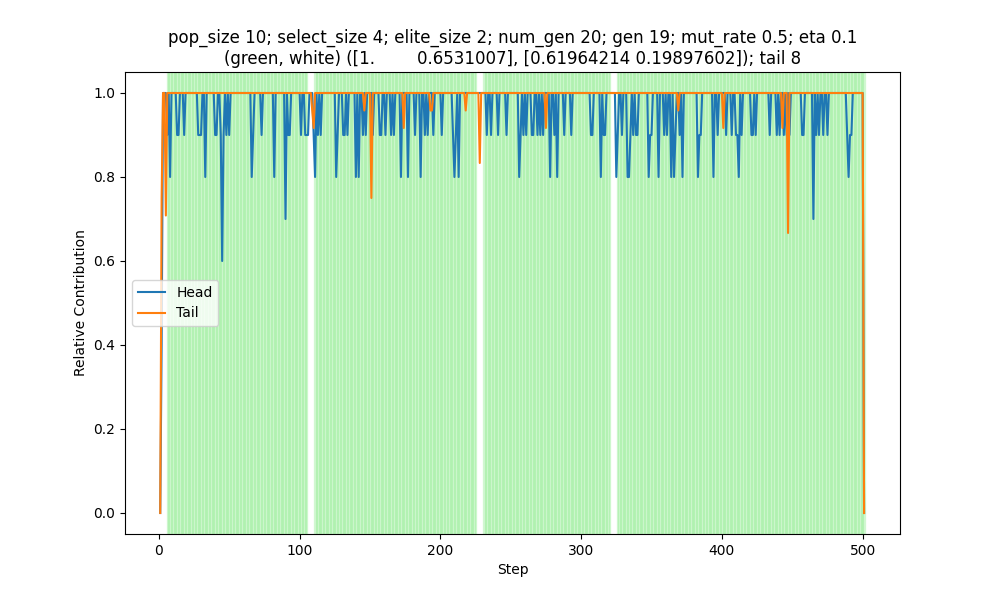 pop_size 10; select_size 4; elite_size 2; num_gen 20; gen 19; mut_rate 0.5; eta 0.1
(green, white) ([1.        0.6531007], [0.61964214 0.19897602]); tail 8
1.0
0.8
0.6
0.4
0.2
0.0
Relative Contribution
Head
Tail
0
100
200
300
400
500
Step